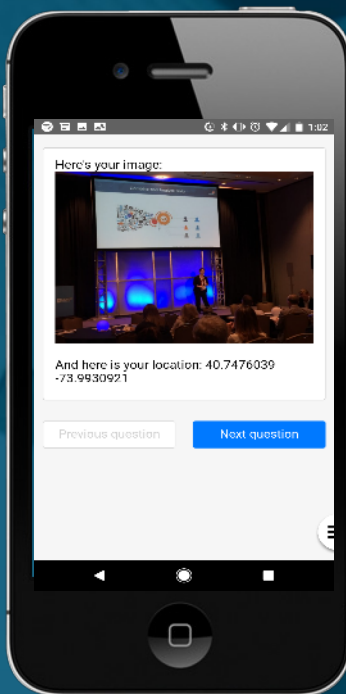 1:02
Here's your image:
And here is your location: 40.7476039
-73.9930921
Previous question
Next question